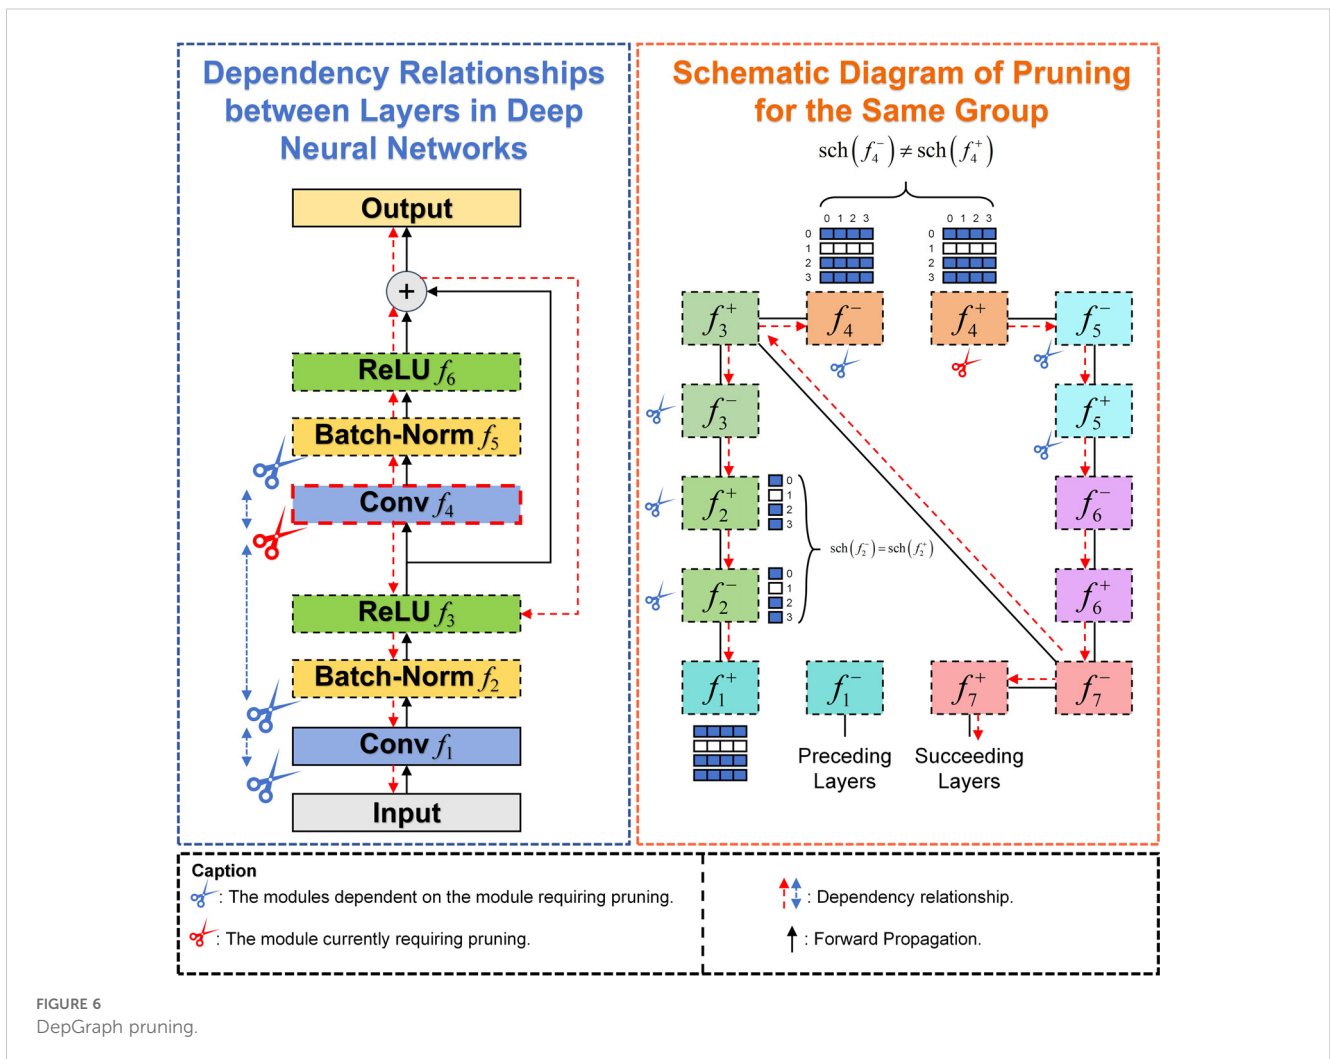 Dependency Relationships
between Layers in Deep
Neural Networks
Output
+
ReLU f6
Batch-Norm f5
Conv f4
ReLU f3
Batch-Norm f2
Conv f1
Input
Schematic Diagram of Pruning
for the Same Group
sch(f4−) ≠ sch(f4+)
0 1 2 3
0
1
2
3
0 1 2 3
0
1
2
3
f3+
f4−
f4+
f5−
f3−
f5+
f2+
0
1
2
3
sch(f2−) = sch(f2+)
f6−
f2−
0
1
2
3
f6+
f1+
f1−
f7+
f7−
Preceding
Layers
Succeeding
Layers
Caption
: The modules dependent on the module requiring pruning.
: The module currently requiring pruning.
: Dependency relationship.
: Forward Propagation.
FIGURE 6
DepGraph pruning.